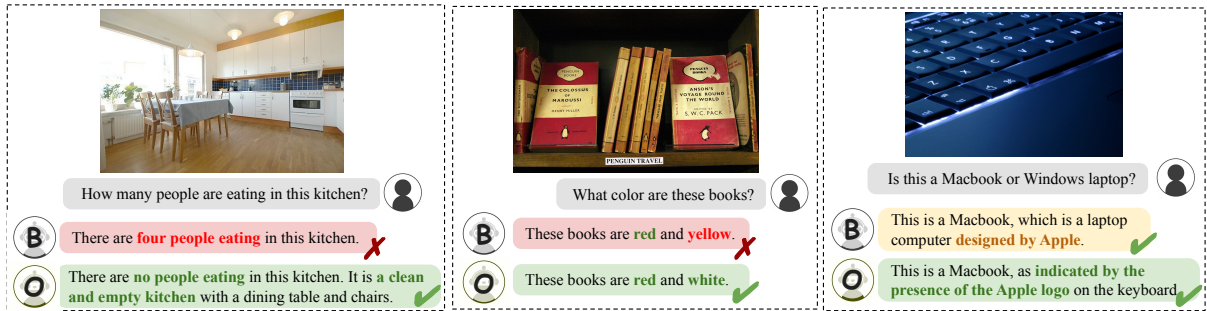 How many people are eating in this kitchen?
B
There are four people eating in this kitchen.
O
There are no people eating in this kitchen. It is a clean
and empty kitchen with a dining table and chairs.
PENGUIN
BOOKS
THE COLOSSUS
OF
MAROUSSI
HENRY MILLER
PENGUIN
BOOKS
ANSON'S
VOYAGE ROUND
THE WORLD
S. W. C. PACK
PENGUIN TRAVEL
What color are these books?
B
These books are red and yellow.
O
These books are red and white.
Is this a Macbook or Windows laptop?
B
This is a Macbook, which is a laptop
computer designed by Apple.
O
This is a Macbook, as indicated by the
presence of the Apple logo on the keyboard